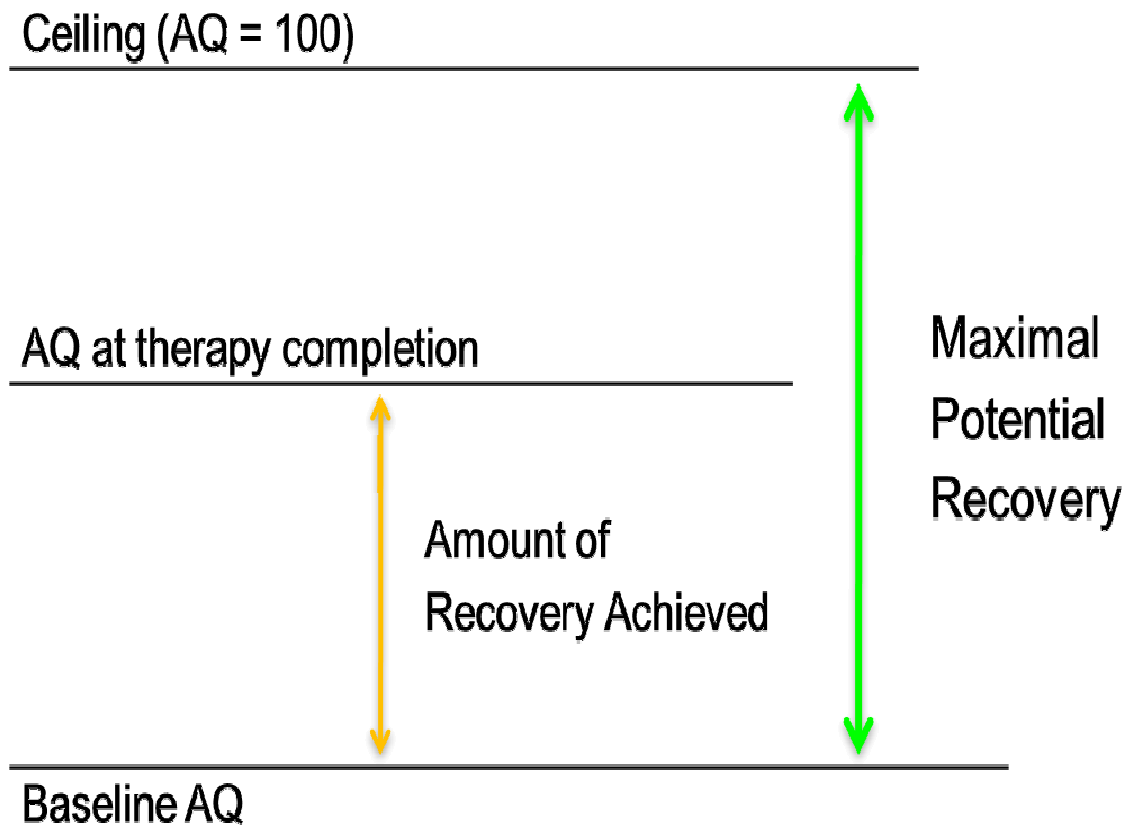 Ceiling (AQ = 100)
AQ at therapy completion
Maximal
Potential
Recovery
Amount of
Recovery Achieved
Baseline AQ